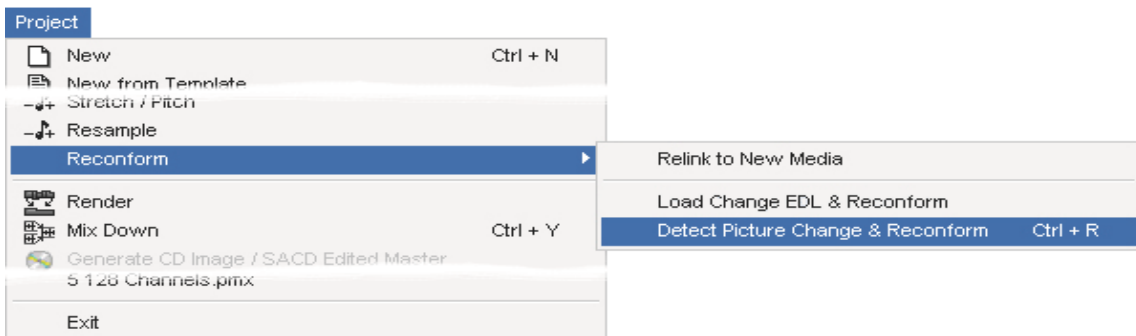 Project
New Ctrl + N
New from Template
Stretch / Pitch
Resample
Reconform
Relink to New Media
Render
Load Change EDL & Reconform
Mix Down Ctrl + Y
Detect Picture Change & Reconform Ctrl + R
Generate CD Image / SACD Edited Master
5 128 Channels.pmx
Exit